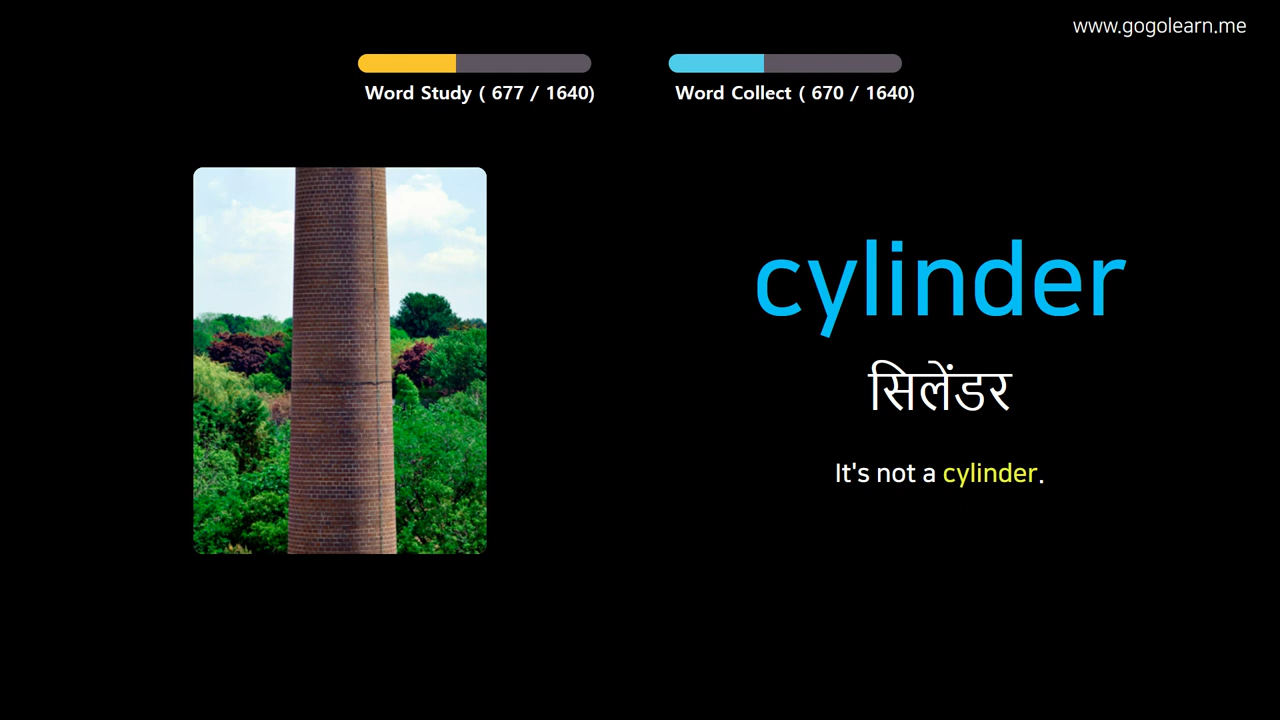 www.gogolearn.me
Word Study ( 677 / 1640)
Word Collect ( 670 / 1640)
cylinder
सिलेंडर
It's not a cylinder.